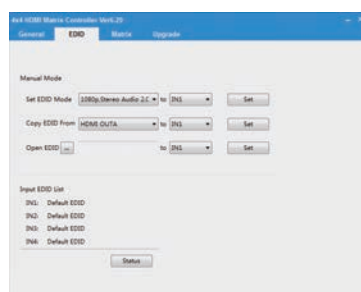 4x4 HDMI Matrix Controller Ver6.20
General EDID Matrix Upgrade
Manual Mode
Set EDID Mode 1080p,Stereo Audio 2.0 to IN1 Set
Copy EDID From HDMI OUTA to IN1 Set
Open EDID ... to IN1 Set
Input EDID List
IN1: Default EDID
IN2: Default EDID
IN3: Default EDID
IN4: Default EDID
Status